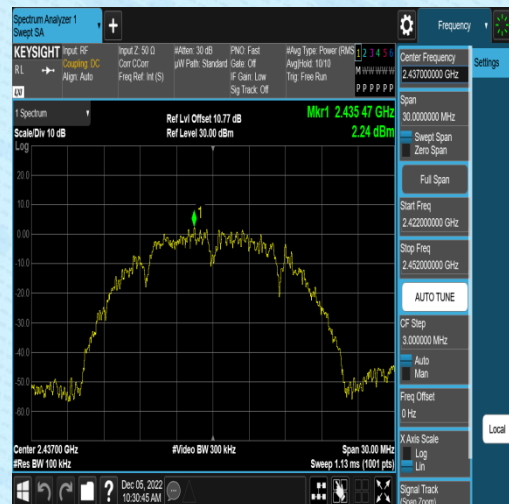 Spectrum Analyzer 1
Swept SA
+
Frequency
KEYSIGHT
RL
LXI
Input: RF
Coupling: DC
Align: Auto
Input Z: 50 Ω
Corr CCorr
Freq Ref: Int (S)
#Atten: 30 dB
µW Path: Standard
PNO: Fast
Gate: Off
IF Gain: Low
Sig Track: Off
#Avg Type: Power (RMS
Avg|Hold: 10/10
Trig: Free Run
1 2 3 4 5 6
M W W W W W
P P P P P P
1 Spectrum
Scale/Div 10 dB
Ref Lvl Offset 10.77 dB
Ref Level 30.00 dBm
Mkr1 2.435 47 GHz
2.24 dBm
Log
20.0
10.0
0.00
-10.0
-20.0
-30.0
-40.0
-50.0
-60.0
1
Center 2.43700 GHz
#Res BW 100 kHz
#Video BW 300 kHz
Span 30.00 MHz
Sweep 1.13 ms (1001 pts)
Dec 05, 2022
10:30:45 AM
Center Frequency
2.437000000 GHz
Span
30.0000000 MHz
Swept Span
Zero Span
Full Span
Start Freq
2.422000000 GHz
Stop Freq
2.452000000 GHz
AUTO TUNE
CF Step
3.000000 MHz
Auto
Man
Freq Offset
0 Hz
X Axis Scale
Log
Lin
Signal Track
(Span Zoom)
Settings
Local